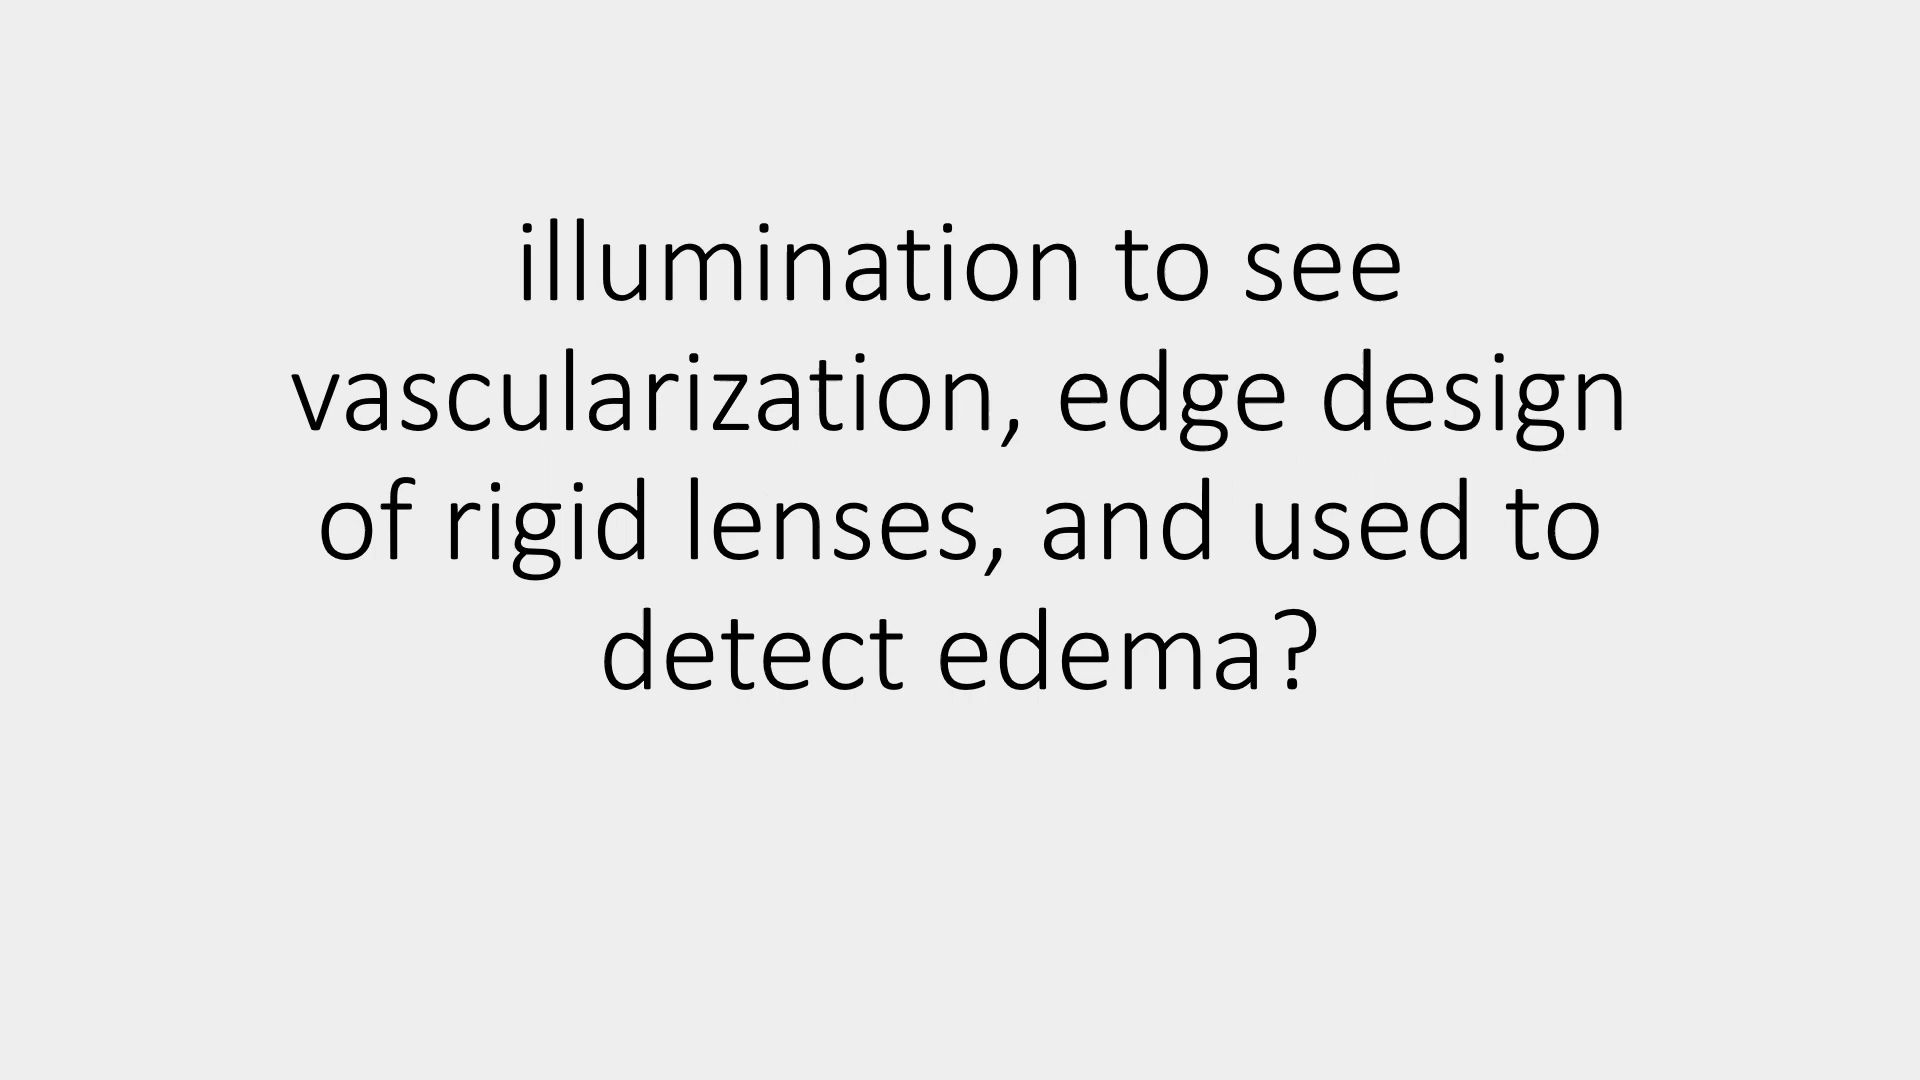 illumination to see
vascularization, edge design
of rigid lenses, and used to
detect edema?